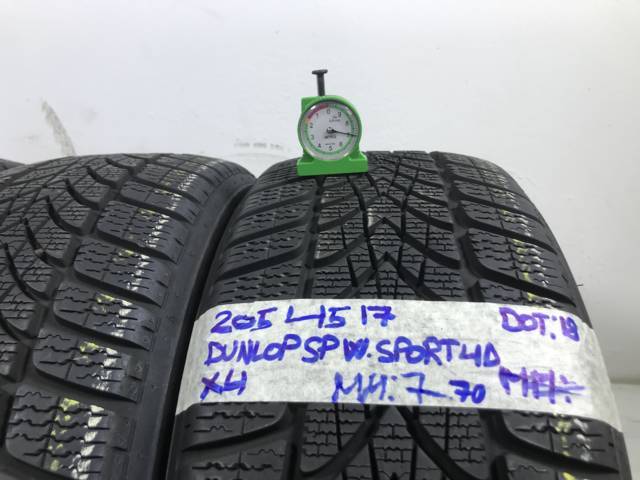 205 45 17 DOT:18
DUNLOP SP W.SPORT 4D
X4 MM:7 70